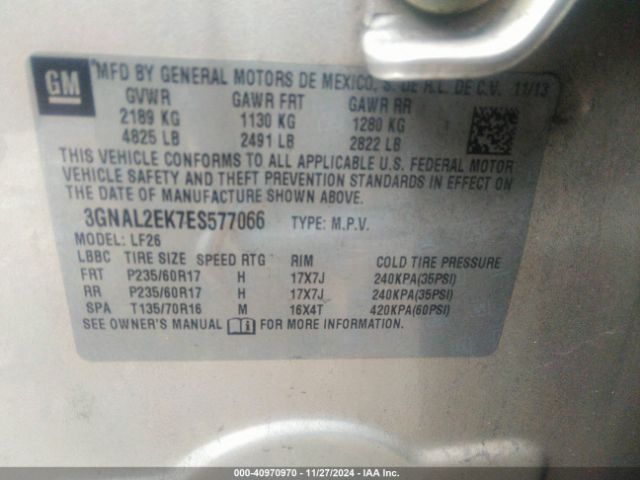 GM
MFD BY GENERAL MOTORS DE MEXICO, S. DE R.L. DE C.V. 11/13
GVWR GAWR FRT GAWR RR
2189 KG 1130 KG 1280 KG
4825 LB 2491 LB 2822 LB
THIS VEHICLE CONFORMS TO ALL APPLICABLE U.S. FEDERAL MOTOR
VEHICLE SAFETY AND THEFT PREVENTION STANDARDS IN EFFECT ON
THE DATE OF MANUFACTURE SHOWN ABOVE.
3GNAL2EK7ES577066 TYPE: M.P.V.
MODEL: LF26
LBBC TIRE SIZE SPEED RTG RIM COLD TIRE PRESSURE
FRT P235/60R17 H 17X7J 240KPA(35PSI)
RR P235/60R17 H 17X7J 240KPA(35PSI)
SPA T135/70R16 M 16X4T 420KPA(60PSI)
SEE OWNER'S MANUAL FOR MORE INFORMATION.
000-40970970 - 11/27/2024 - IAA Inc.